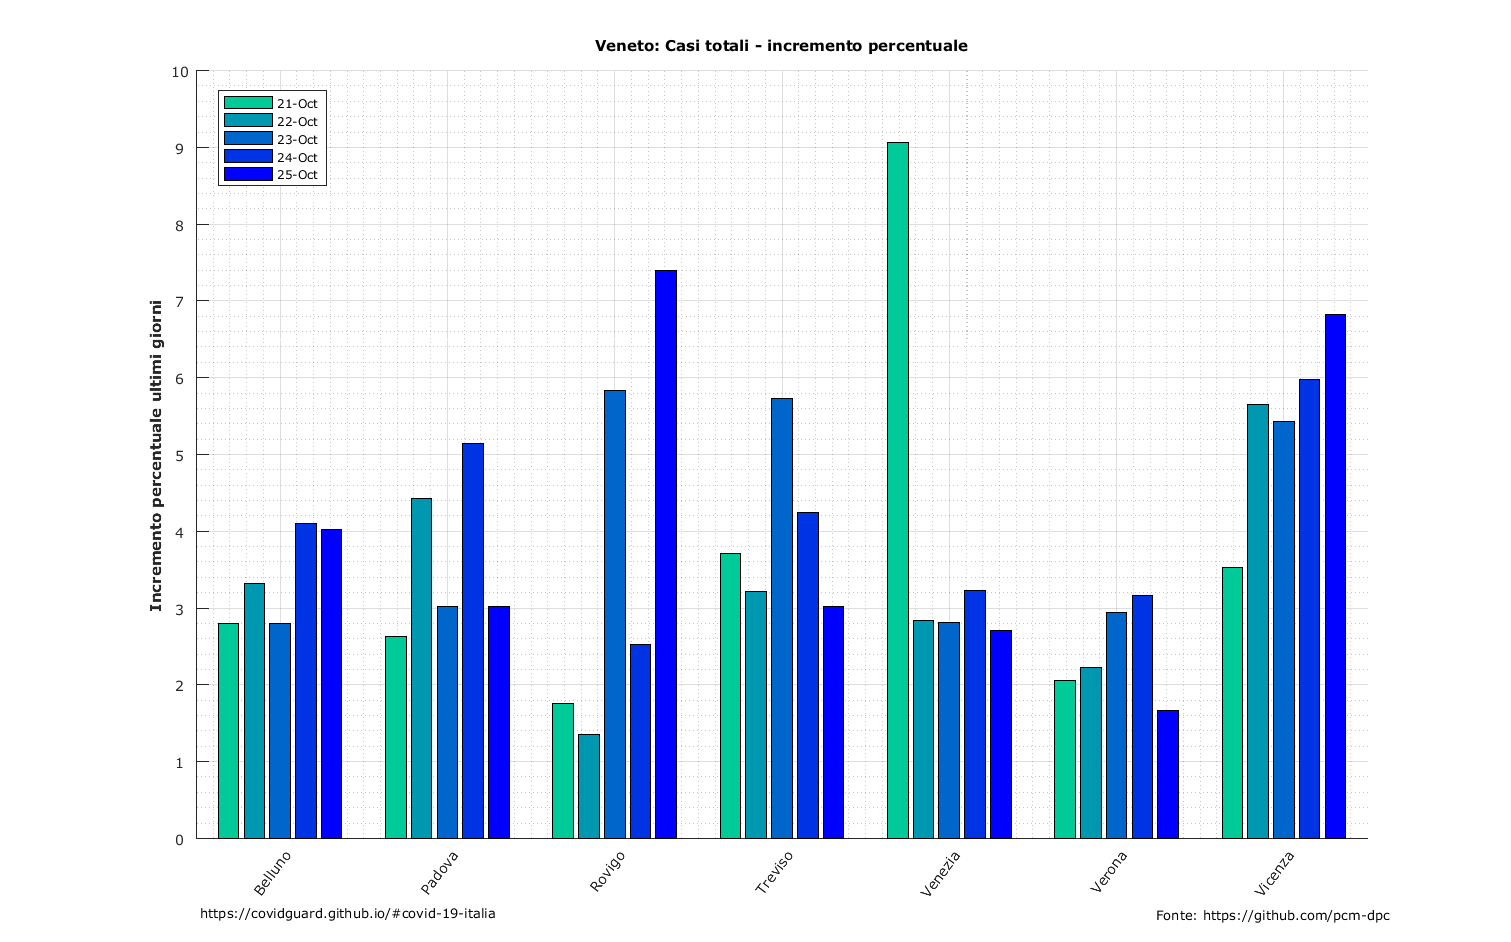 Veneto: Casi totali - incremento percentuale
Incremento percentuale ultimi giorni
10
9
8
7
6
5
4
3
2
1
0
21-Oct
22-Oct
23-Oct
24-Oct
25-Oct
Belluno
Padova
Rovigo
Treviso
Venezia
Verona
Vicenza
https://covidguard.github.io/#covid-19-italia
Fonte: https://github.com/pcm-dpc